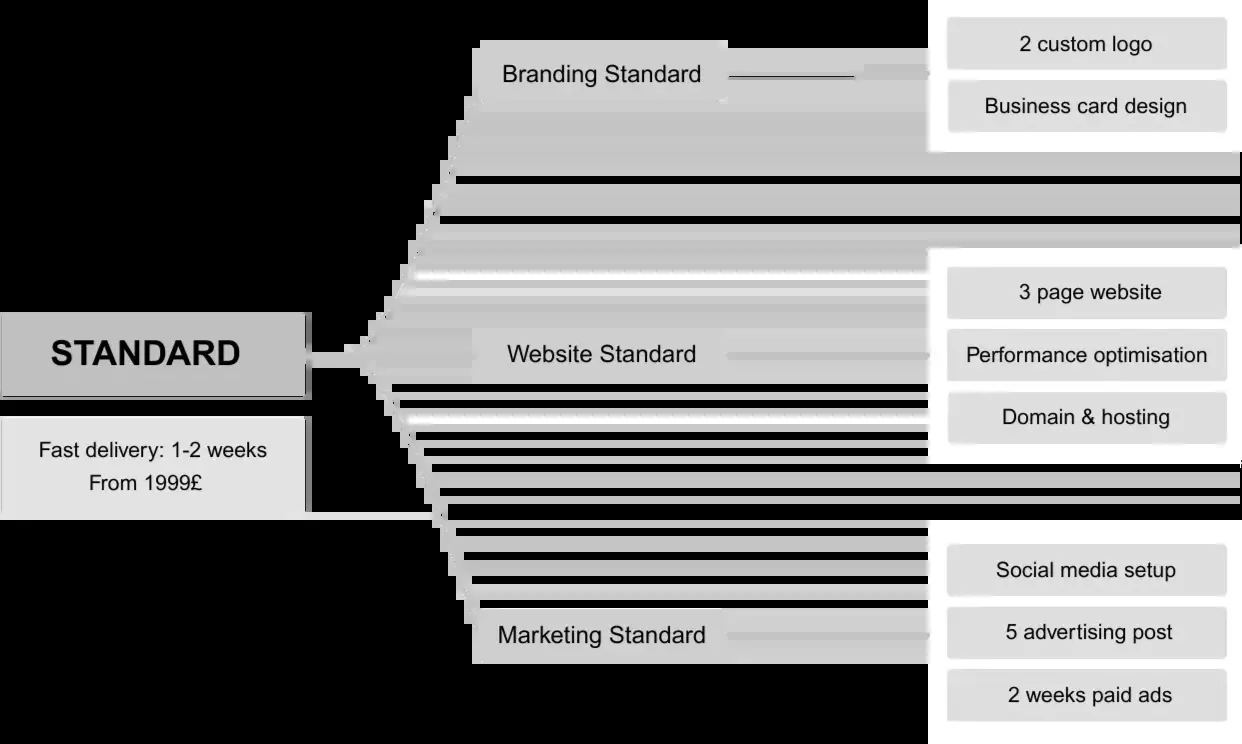 STANDARD
Fast delivery: 1-2 weeks
From 1999£
Branding Standard
2 custom logo
Business card design
Website Standard
3 page website
Performance optimisation
Domain & hosting
Marketing Standard
Social media setup
5 advertising post
2 weeks paid ads